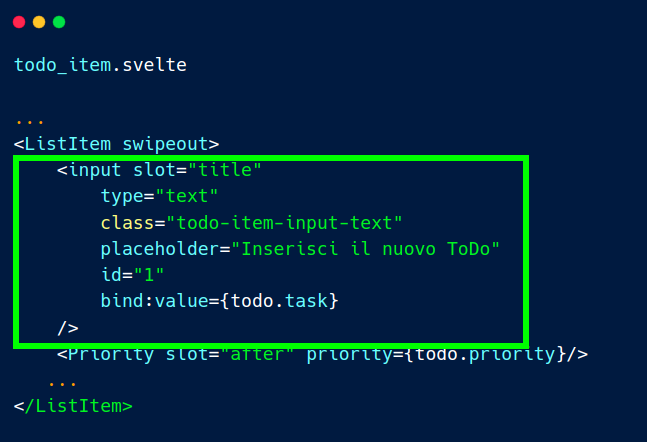 todo_item.svelte
...
<ListItem swipeout>
<input slot="title"
type="text"
class="todo-item-input-text"
placeholder="Inserisci il nuovo ToDo"
id="1"
bind:value={todo.task}
/>
<Priority slot="after" priority={todo.priority}/>
...
</ListItem>